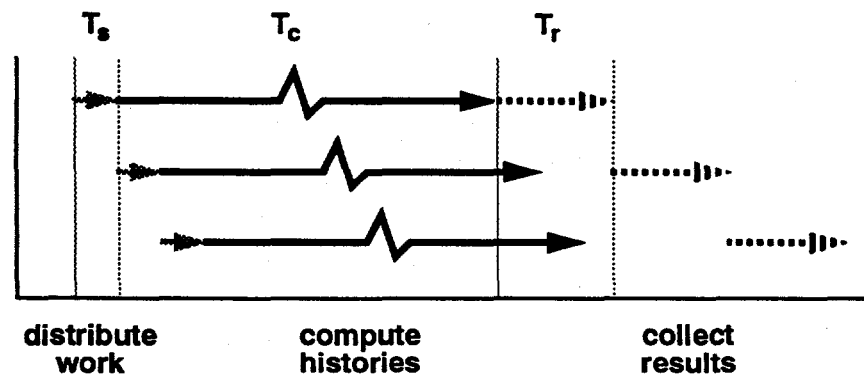 Ts Tc Tr
distribute work
compute histories
collect results